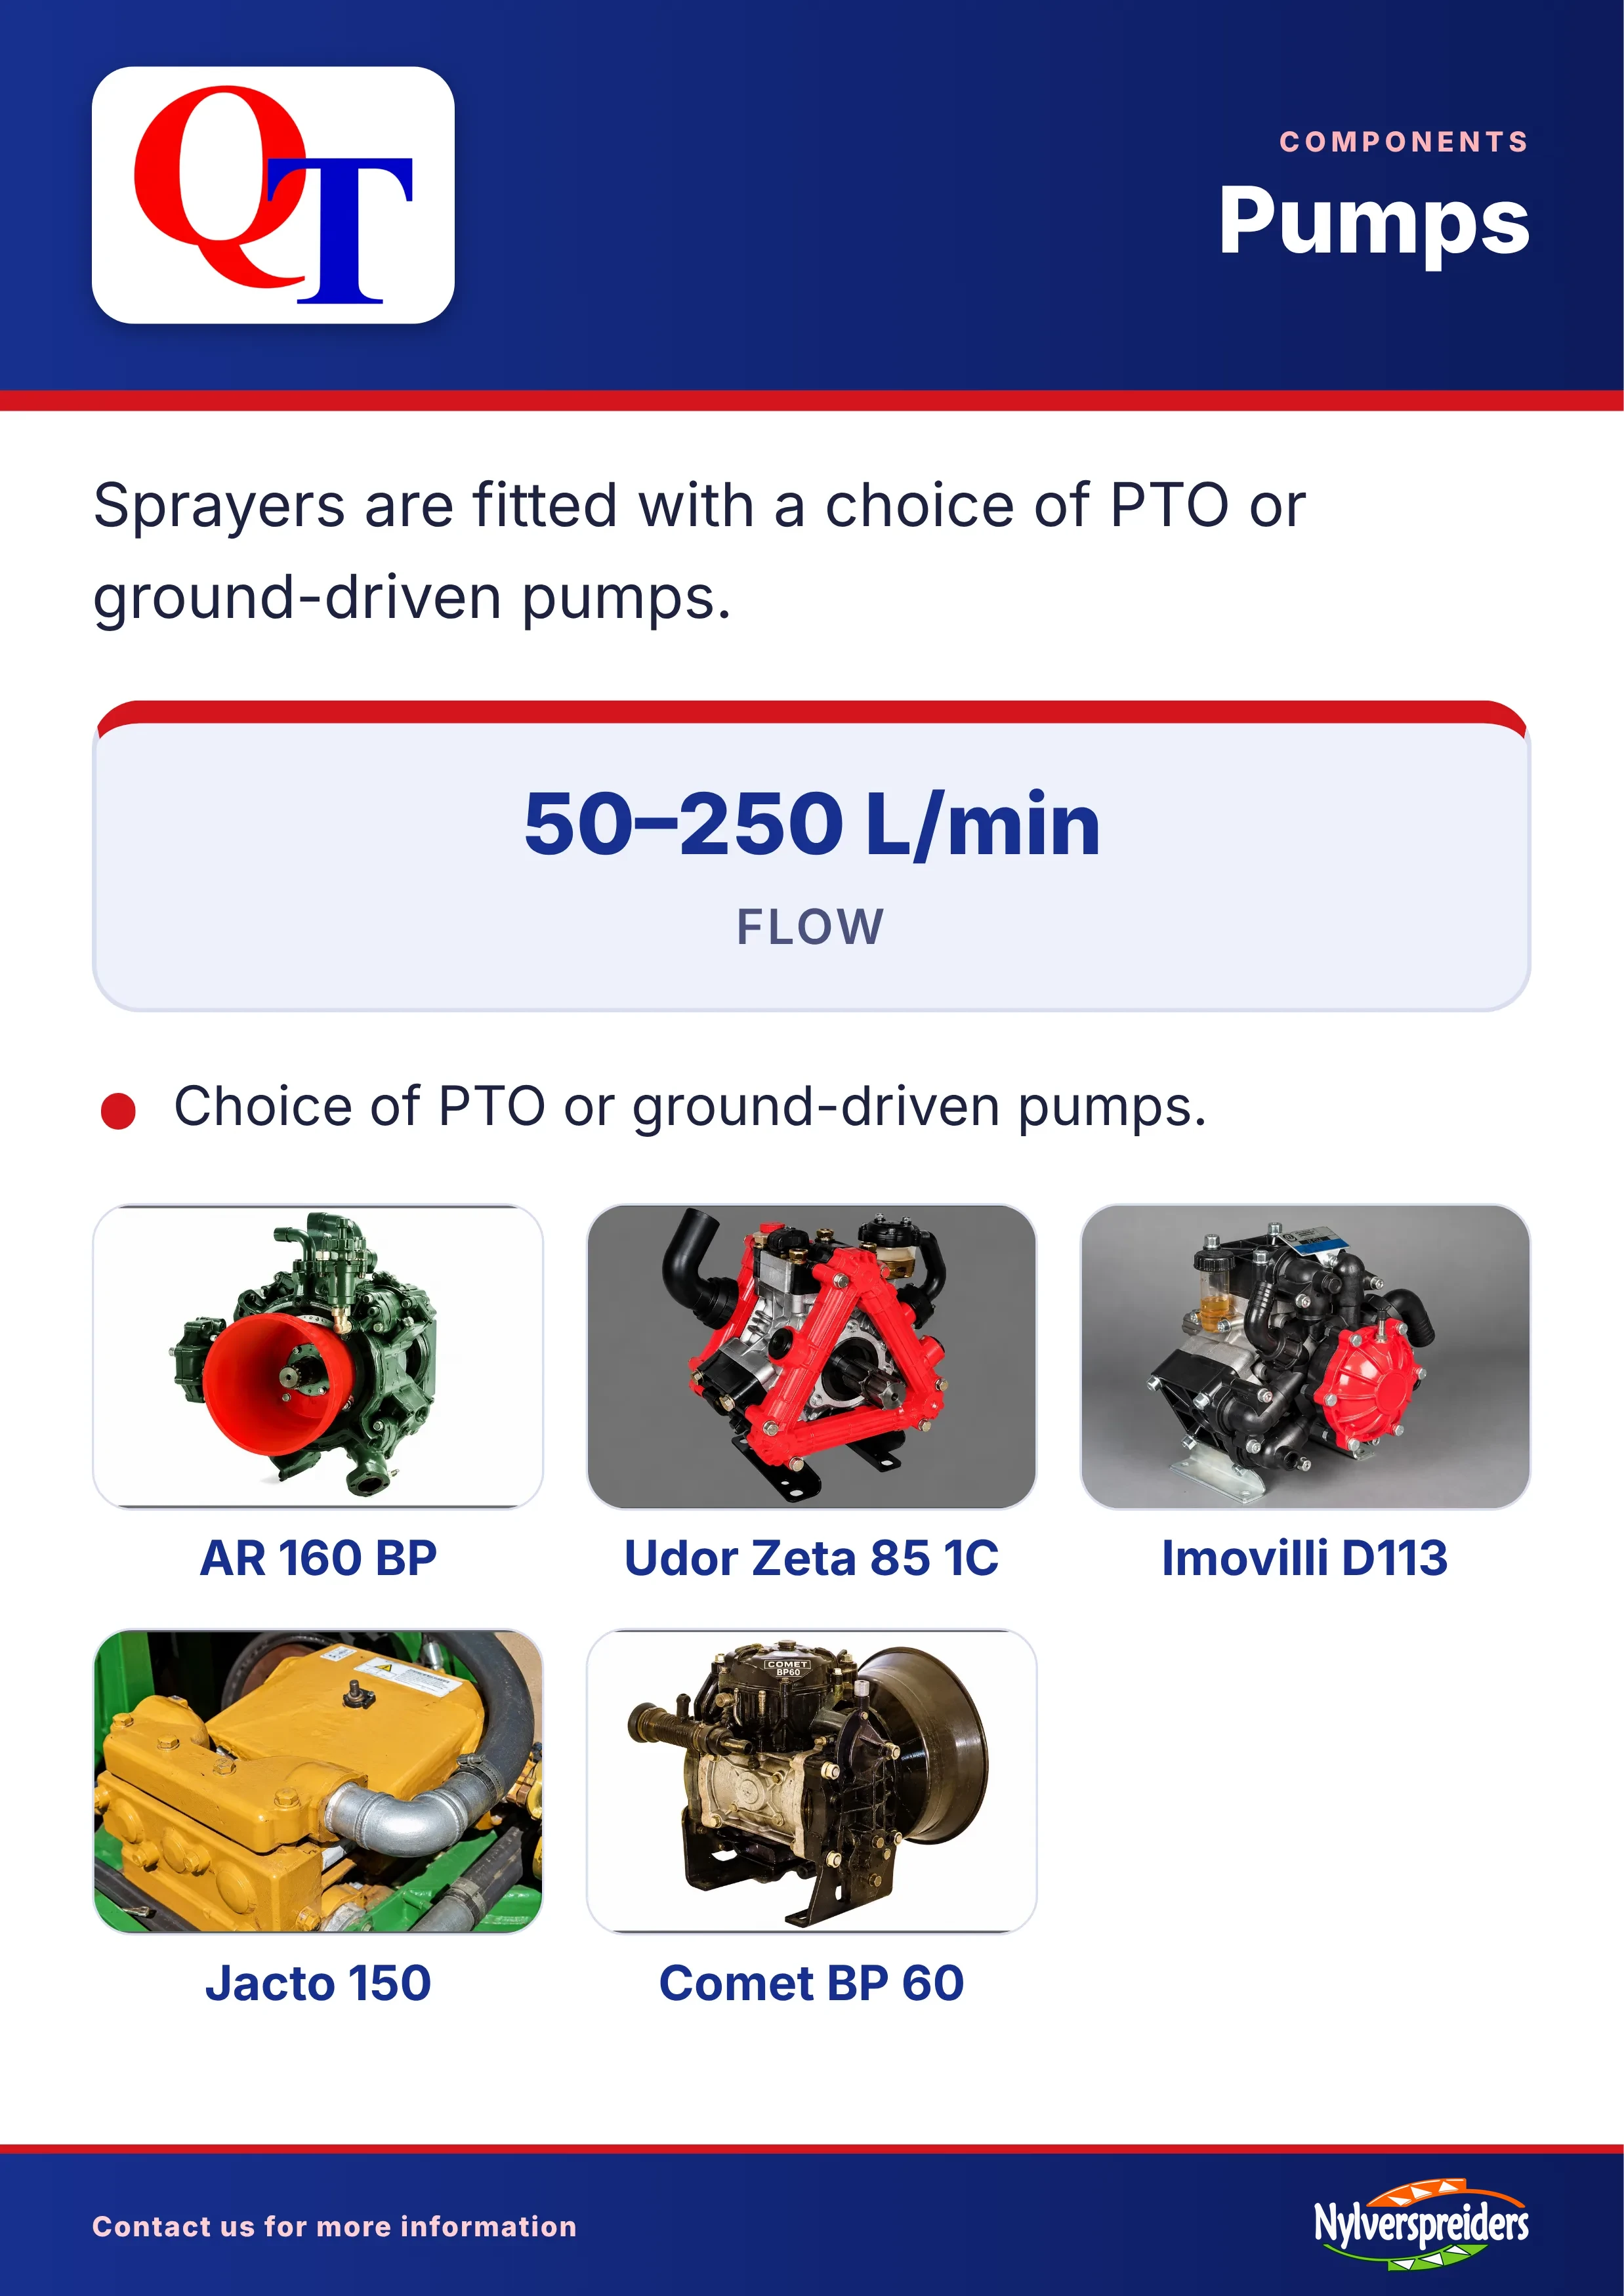 QT
COMPONENTS
Pumps
Sprayers are fitted with a choice of PTO or
ground-driven pumps.
50–250 L/min
FLOW
Choice of PTO or ground-driven pumps.
AR 160 BP
Udor Zeta 85 1C
Imovilli D113
COMET
BP60
Jacto 150
Comet BP 60
Contact us for more information
Nylverspreiders